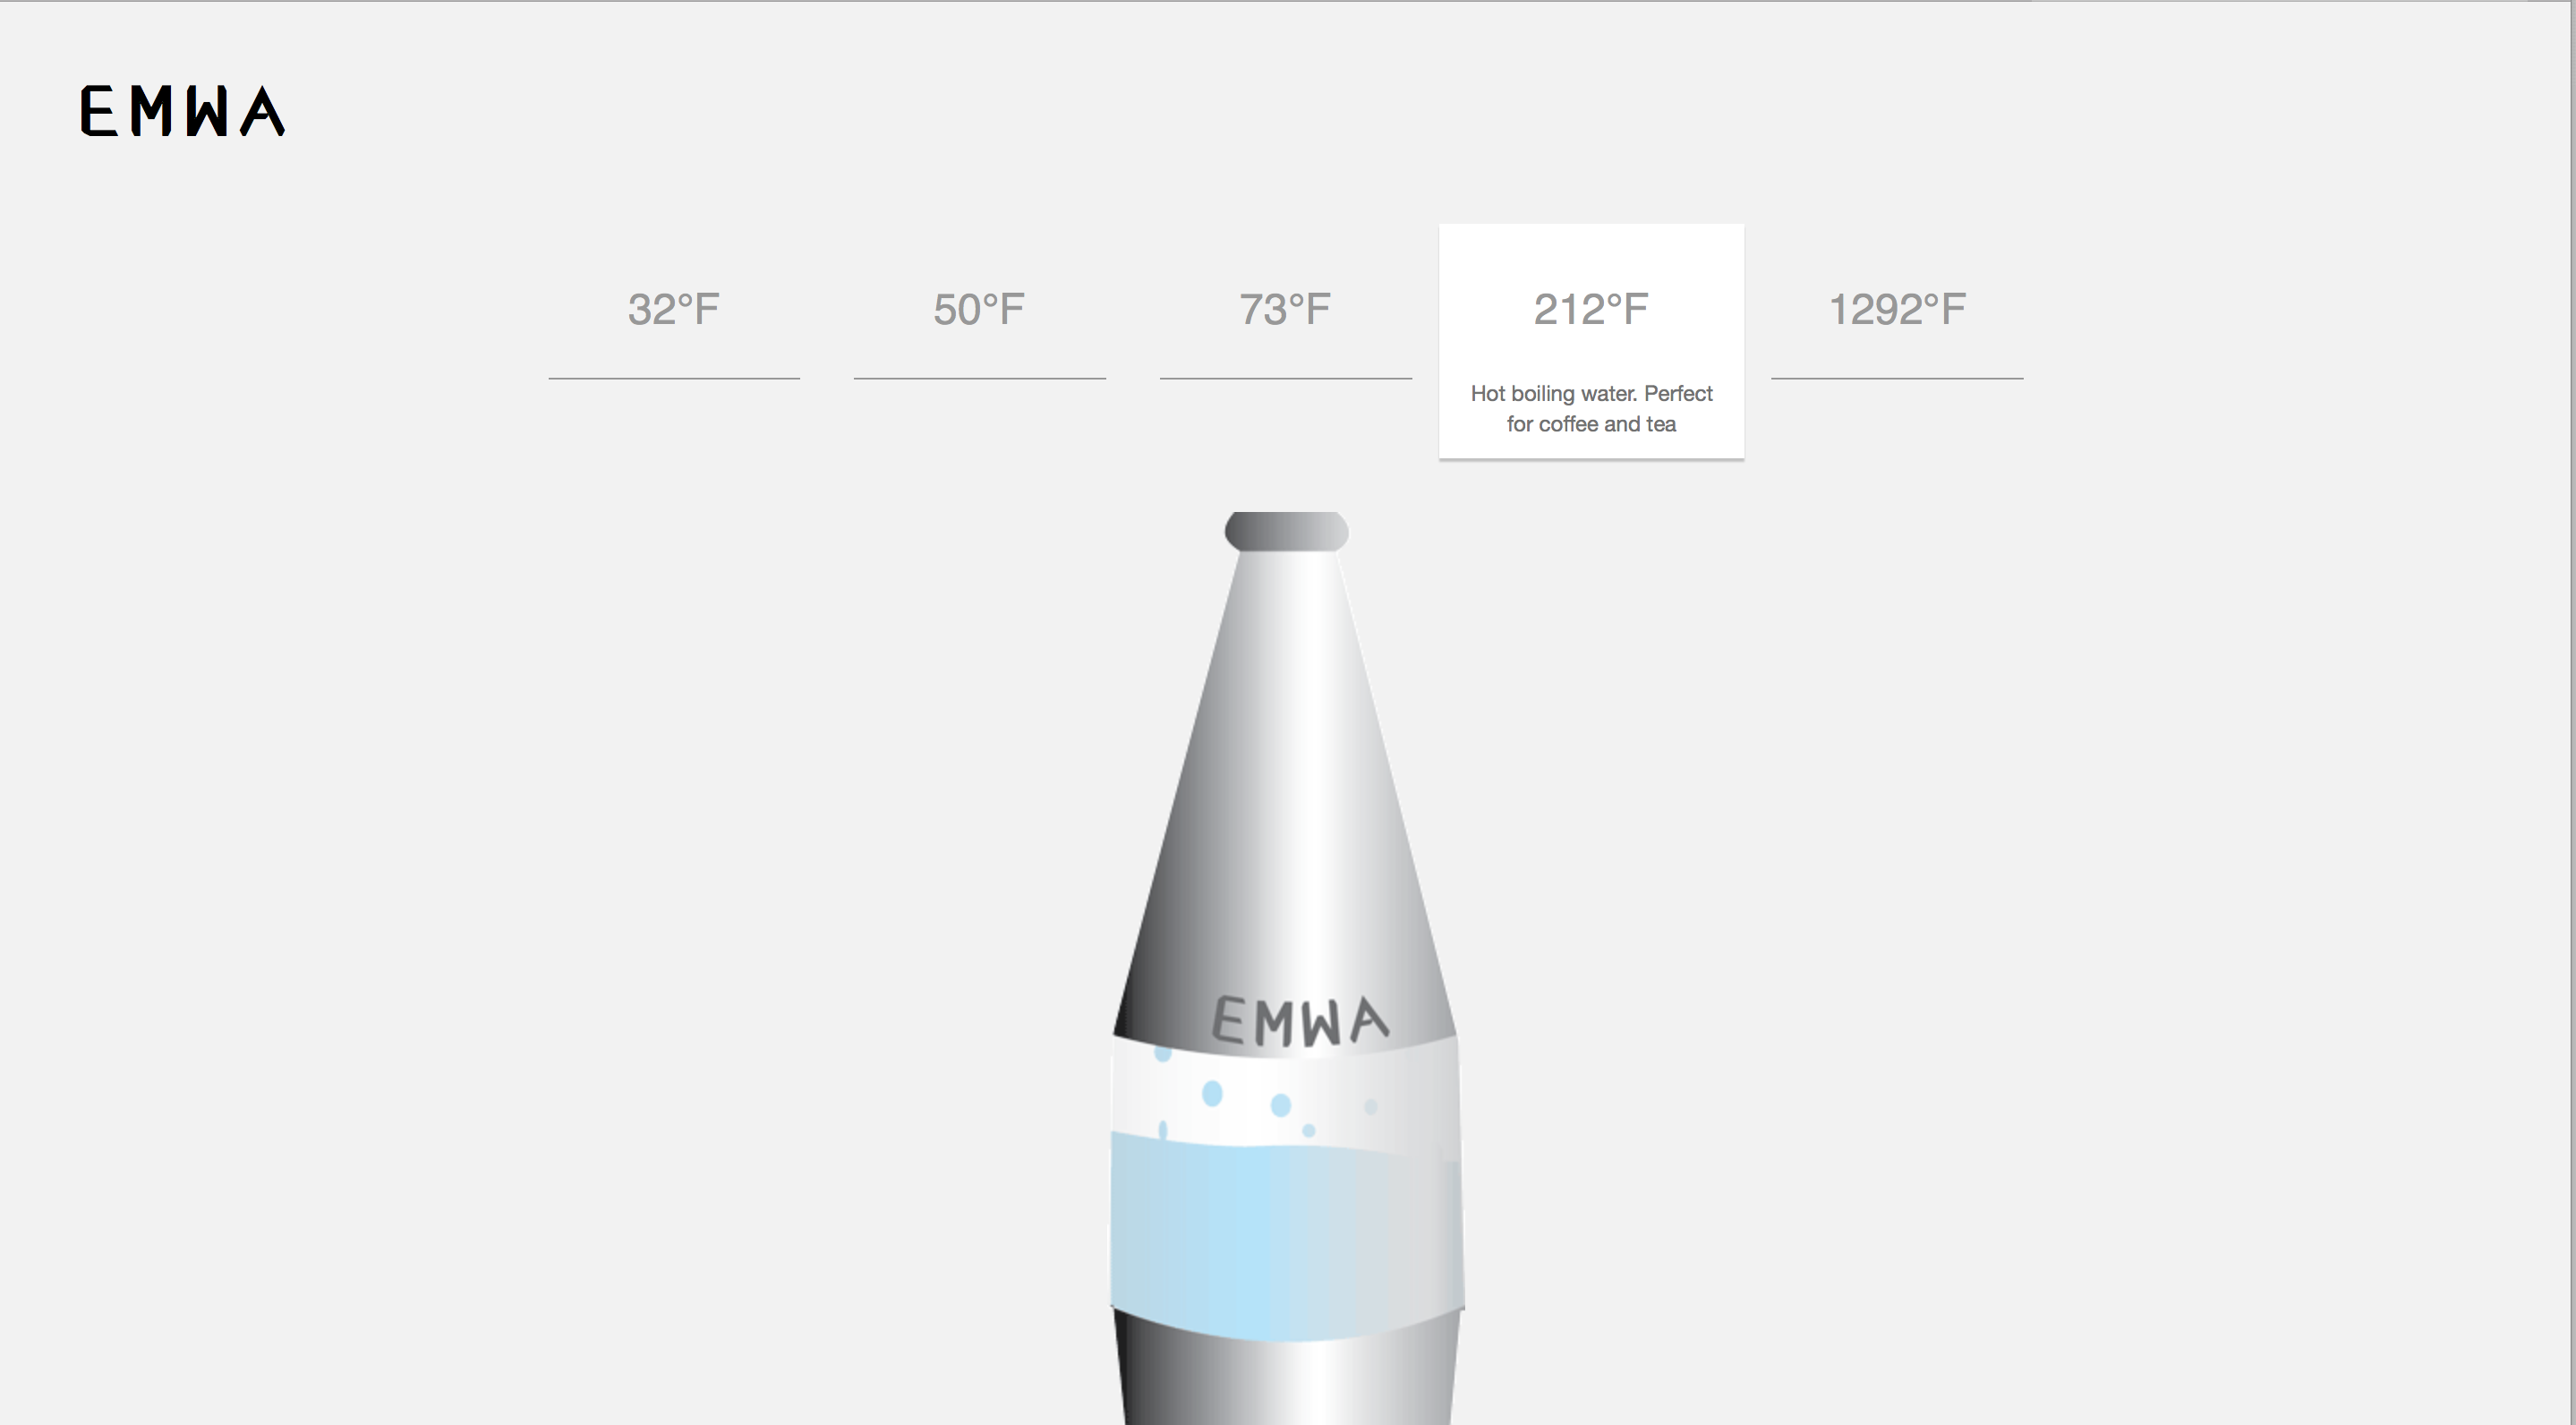 EMWA
32°F
50°F
73°F
212°F
1292°F
Hot boiling water. Perfect
for coffee and tea
EMWA